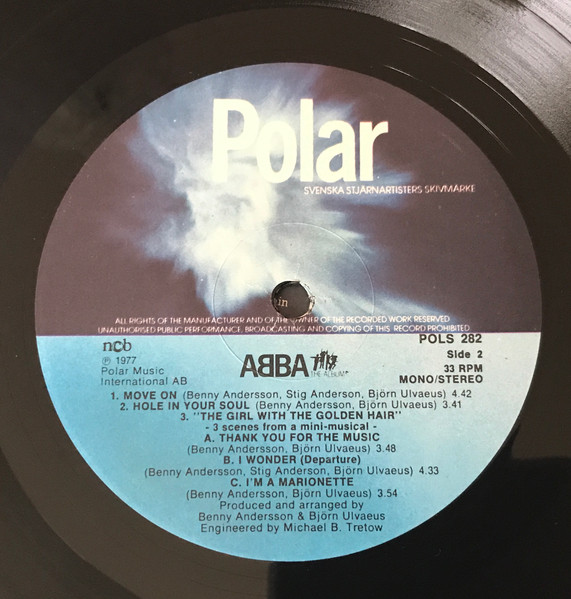 Polar
SVENSKA STJÄRNARTISTERS SKIVMÄRKE
in
ALL RIGHTS OF THE MANUFACTURER AND OF THE OWNER OF THE RECORDED WORK RESERVED
UNAUTHORISED PUBLIC PERFORMANCE, BROADCASTING AND COPYING OF THIS RECORD PROHIBITED
ncb
℗ 1977
Polar Music
International AB
ABBA
THE ALBUM
POLS 282
Side 2
33 RPM
MONO/STEREO
1. MOVE ON (Benny Andersson, Stig Anderson, Björn Ulvaeus) 4.42
2. HOLE IN YOUR SOUL (Benny Andersson, Björn Ulvaeus) 3.41
3. "THE GIRL WITH THE GOLDEN HAIR"
- 3 scenes from a mini-musical -
A. THANK YOU FOR THE MUSIC
(Benny Andersson, Björn Ulvaeus) 3.48
B. I WONDER (Departure)
(Benny Andersson, Stig Anderson, Björn Ulvaeus) 4.33
C. I'M A MARIONETTE
(Benny Andersson, Björn Ulvaeus) 3.54
Produced and arranged by
Benny Andersson & Björn Ulvaeus
Engineered by Michael B. Tretow